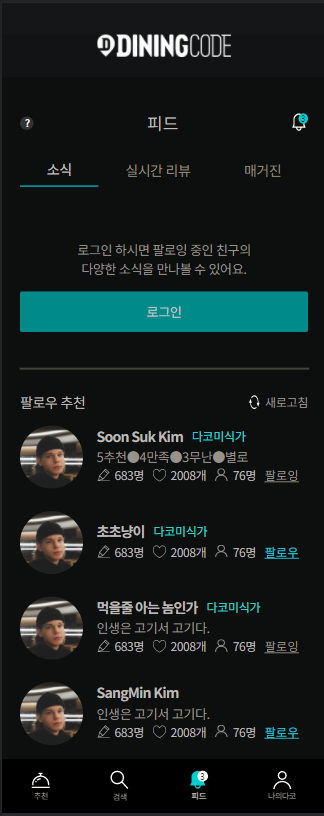 DININGCODE
?
피드
3
소식
실시간 리뷰
매거진
로그인 하시면 팔로잉 중인 친구의
다양한 소식을 만나볼 수 있어요.
로그인
팔로우 추천
새로고침
Soon Suk Kim 다코미식가
5추천●4만족●3무난●별로
683명 2008개 76명 팔로잉
초초냥이 다코미식가
683명 2008개 76명 팔로우
먹을줄 아는 놈인가 다코미식가
인생은 고기서 고기다.
683명 2008개 76명 팔로잉
SangMin Kim
인생은 고기서 고기다.
683명 2008개 76명 팔로우
3
추천
검색
피드
나의다코